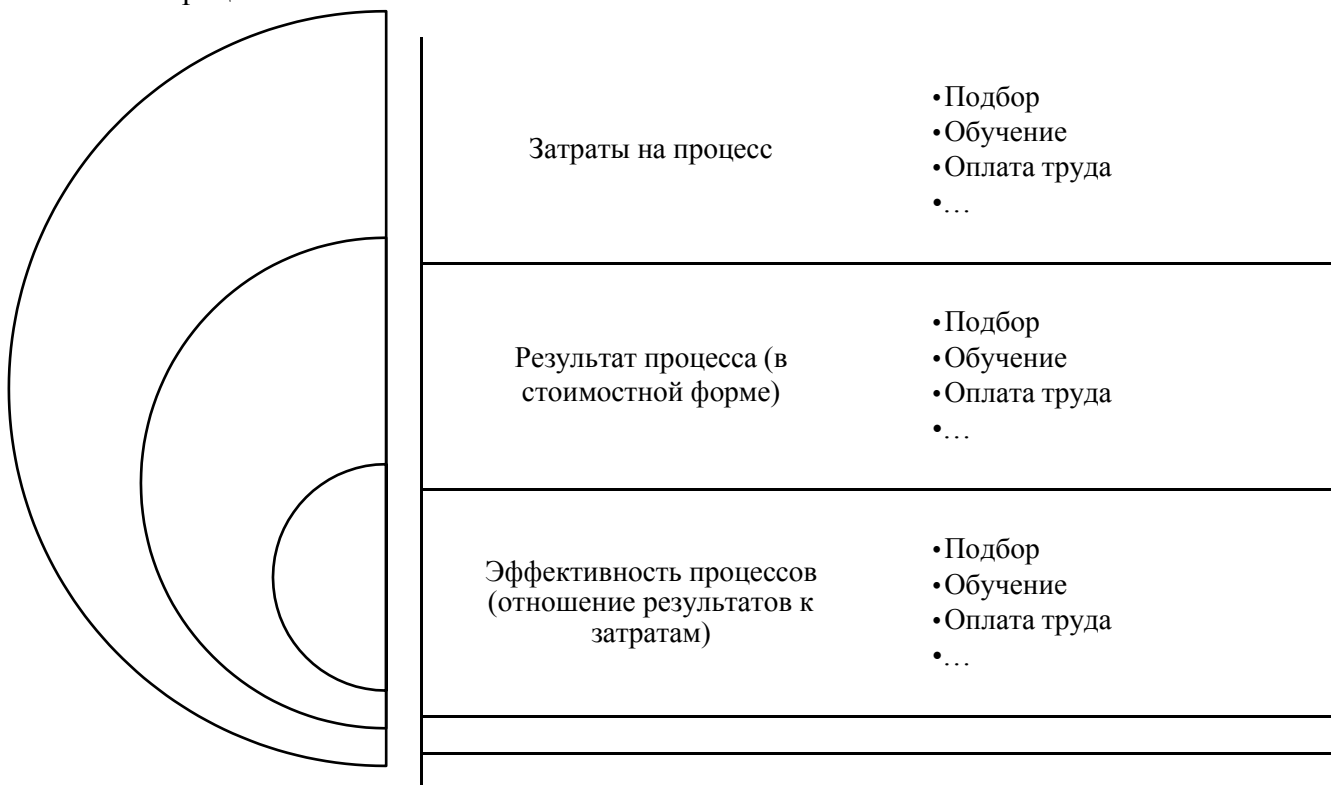 Затраты на процесс
•Подбор
•Обучение
•Оплата труда
•…
Результат процесса (в
стоимостной форме)
•Подбор
•Обучение
•Оплата труда
•…
Эффективность процессов
(отношение результатов к
затратам)
•Подбор
•Обучение
•Оплата труда
•…